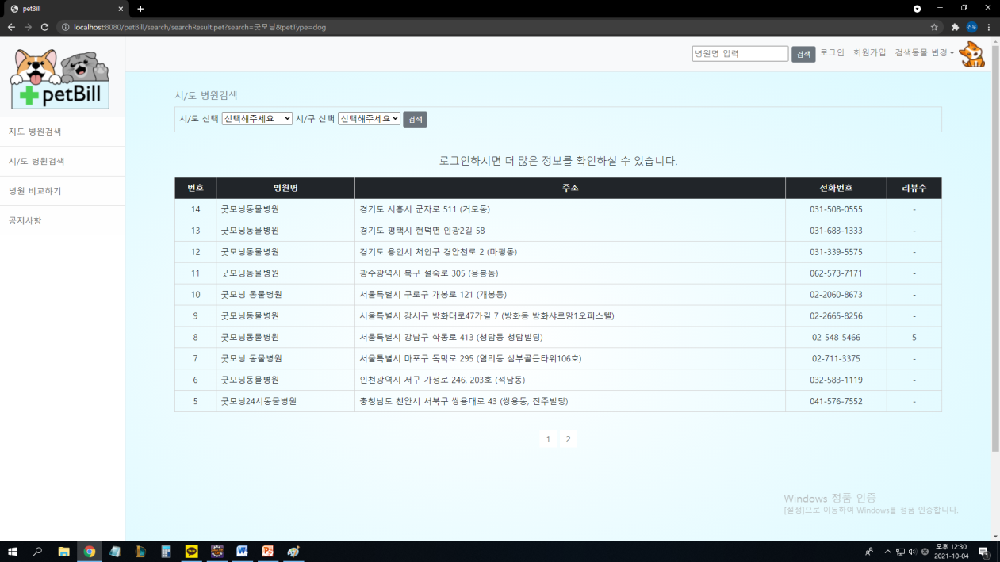 petBill
localhost:8080/petBill/search/searchResult.pet?search=굿모닝&petType=dog
건우
petBill
병원명 입력 검색 로그인 회원가입 검색동물 변경
지도 병원검색
시/도 병원검색
병원 비교하기
공지사항
시/도 병원검색
시/도 선택 선택해주세요 시/구 선택 선택해주세요 검색
로그인하시면 더 많은 정보를 확인하실 수 있습니다.
번호 병원명 주소 전화번호 리뷰수
14 굿모닝동물병원 경기도 시흥시 군자로 511 (거모동) 031-508-0555 -
13 굿모닝동물병원 경기도 평택시 현덕면 인광2길 58 031-683-1333 -
12 굿모닝동물병원 경기도 용인시 처인구 경안천로 2 (마평동) 031-339-5575 -
11 굿모닝동물병원 광주광역시 북구 설죽로 305 (용봉동) 062-573-7171 -
10 굿모닝 동물병원 서울특별시 구로구 개봉로 121 (개봉동) 02-2060-8673 -
9 굿모닝동물병원 서울특별시 강서구 방화대로47가길 7 (방화동 방화샤르망1오피스텔) 02-2665-8256 -
8 굿모닝동물병원 서울특별시 강남구 학동로 413 (청담동 청담빌딩) 02-548-5466 5
7 굿모닝 동물병원 서울특별시 마포구 독막로 295 (염리동 삼부골든타워106호) 02-711-3375 -
6 굿모닝동물병원 인천광역시 서구 가정로 246, 203호 (석남동) 032-583-1119 -
5 굿모닝24시동물병원 충청남도 천안시 서북구 쌍용대로 43 (쌍용동, 진주빌딩) 041-576-7552 -
1 2
Windows 정품 인증
[설정]으로 이동하여 Windows를 정품 인증합니다.
오후 12:30
2021-10-04
1